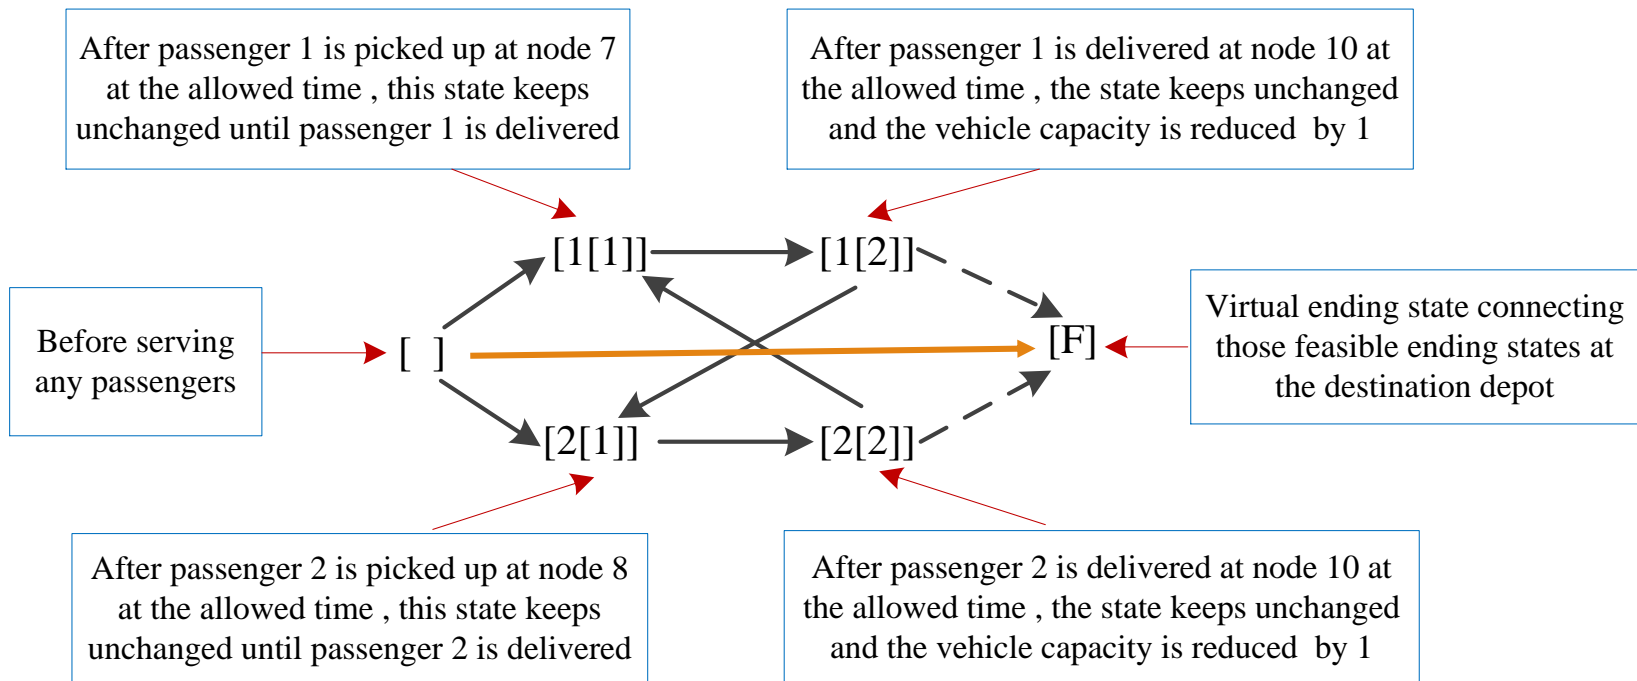 After passenger 1 is picked up at node 7
at the allowed time , this state keeps
unchanged until passenger 1 is delivered
After passenger 1 is delivered at node 10 at
the allowed time , the state keeps unchanged
and the vehicle capacity is reduced by 1
[1[1]]
[1[2]]
Before serving
any passengers
[ ]
[F]
Virtual ending state connecting
those feasible ending states at
the destination depot
[2[1]]
[2[2]]
After passenger 2 is picked up at node 8
at the allowed time , this state keeps
unchanged until passenger 2 is delivered
After passenger 2 is delivered at node 10 at
the allowed time , the state keeps unchanged
and the vehicle capacity is reduced by 1